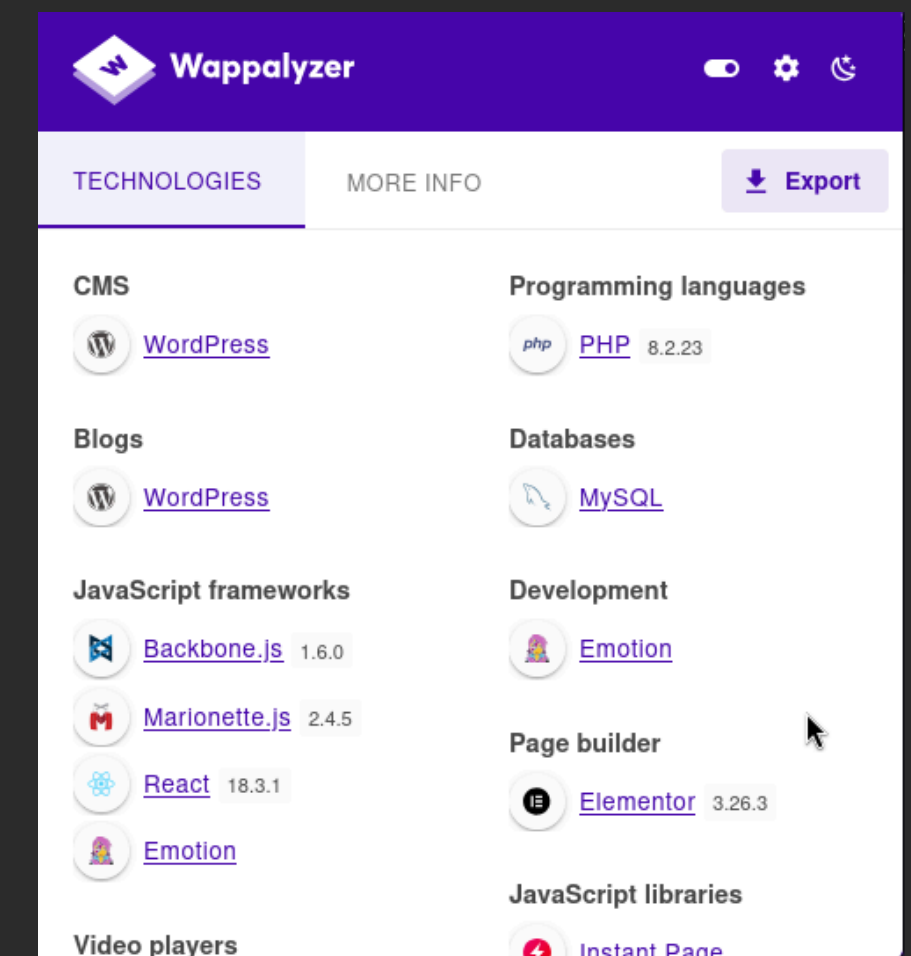 Wappalyzer
TECHNOLOGIES
MORE INFO
Export
CMS
WordPress
Blogs
WordPress
JavaScript frameworks
Backbone.js 1.6.0
Marionette.js 2.4.5
React 18.3.1
Emotion
Video players
Programming languages
php PHP 8.2.23
Databases
MySQL
Development
Emotion
Page builder
Elementor 3.26.3
JavaScript libraries
Instant Page